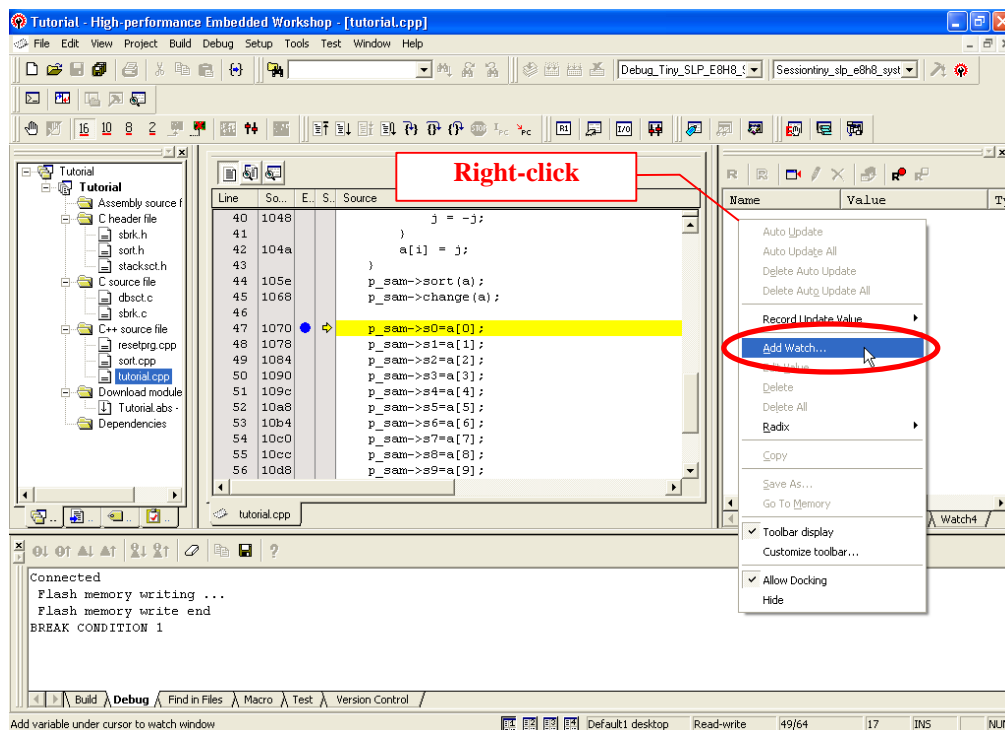 Tutorial - High-performance Embedded Workshop - [tutorial.cpp]
File Edit View Project Build Debug Setup Tools Test Window Help
Debug_Tiny_SLP_E8H8_S
Sessiontiny_slp_e8h8_syst
16 10 8 2
Right-click
Tutorial
Tutorial
Assembly source f
C header file
sbrk.h
sort.h
stacksct.h
C source file
dbsct.c
sbrk.c
C++ source file
resetprg.cpp
sort.cpp
tutorial.cpp
Download module
Tutorial.abs -
Dependencies
Line So... E.. S.. Source
40 1048 j = -j;
41 }
42 104a a[i] = j;
43 }
44 105e p_sam->sort(a);
45 1068 p_sam->change(a);
46
47 1070 p_sam->s0=a[0];
48 1078 p_sam->s1=a[1];
49 1084 p_sam->s2=a[2];
50 1090 p_sam->s3=a[3];
51 109c p_sam->s4=a[4];
52 10a8 p_sam->s5=a[5];
53 10b4 p_sam->s6=a[6];
54 10c0 p_sam->s7=a[7];
55 10cc p_sam->s8=a[8];
56 10d8 p_sam->s9=a[9];
tutorial.cpp
Name Value Ty
Auto Update
Auto Update All
Delete Auto Update
Delete Auto Update All
Record Update Value
Add Watch...
Edit Value
Delete
Delete All
Radix
Copy
Save As...
Go To Memory
Toolbar display
Customize toolbar...
Allow Docking
Hide
Watch4
Connected
Flash memory writing ...
Flash memory write end
BREAK CONDITION 1
Build Debug Find in Files Macro Test Version Control
Add variable under cursor to watch window
Default1 desktop Read-write 49/64 17 INS NUM